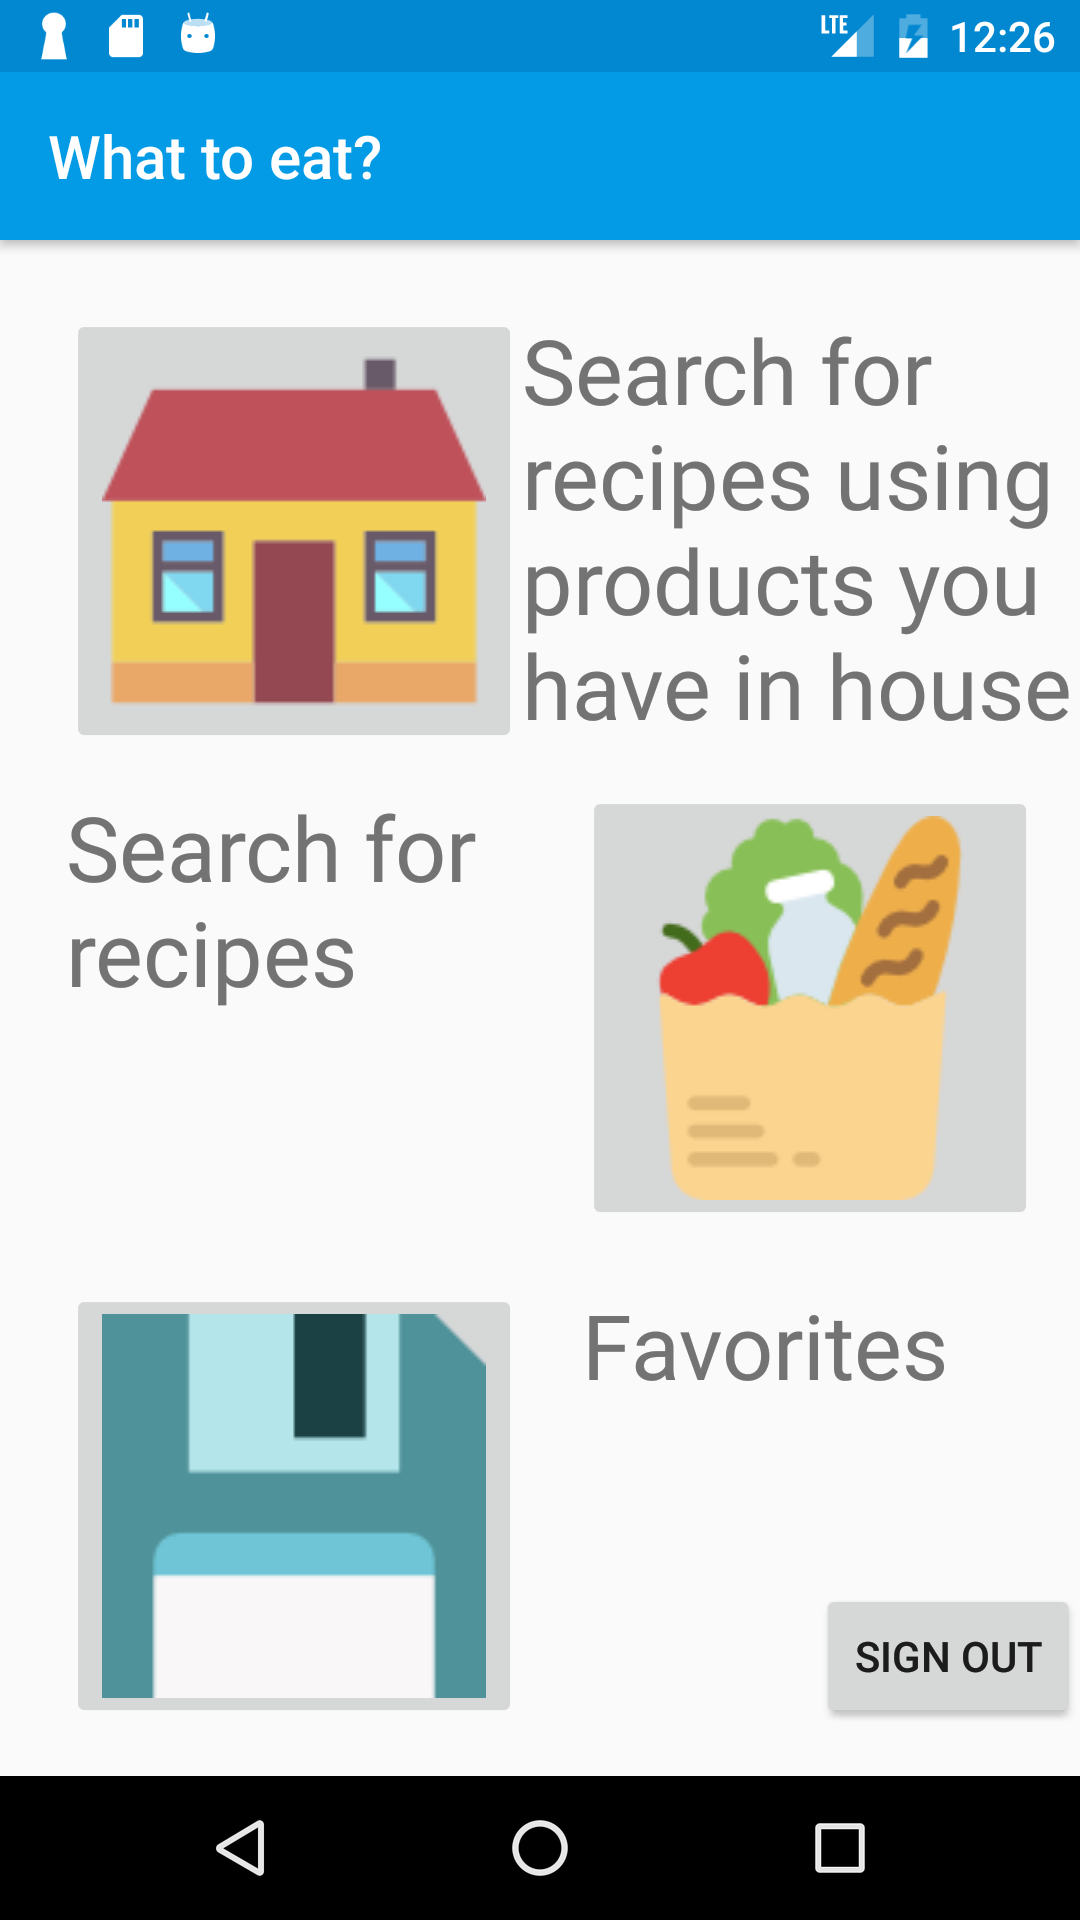 LTE 12:26
What to eat?
Search for
recipes using
products you
have in house
Search for
recipes
Favorites
SIGN OUT